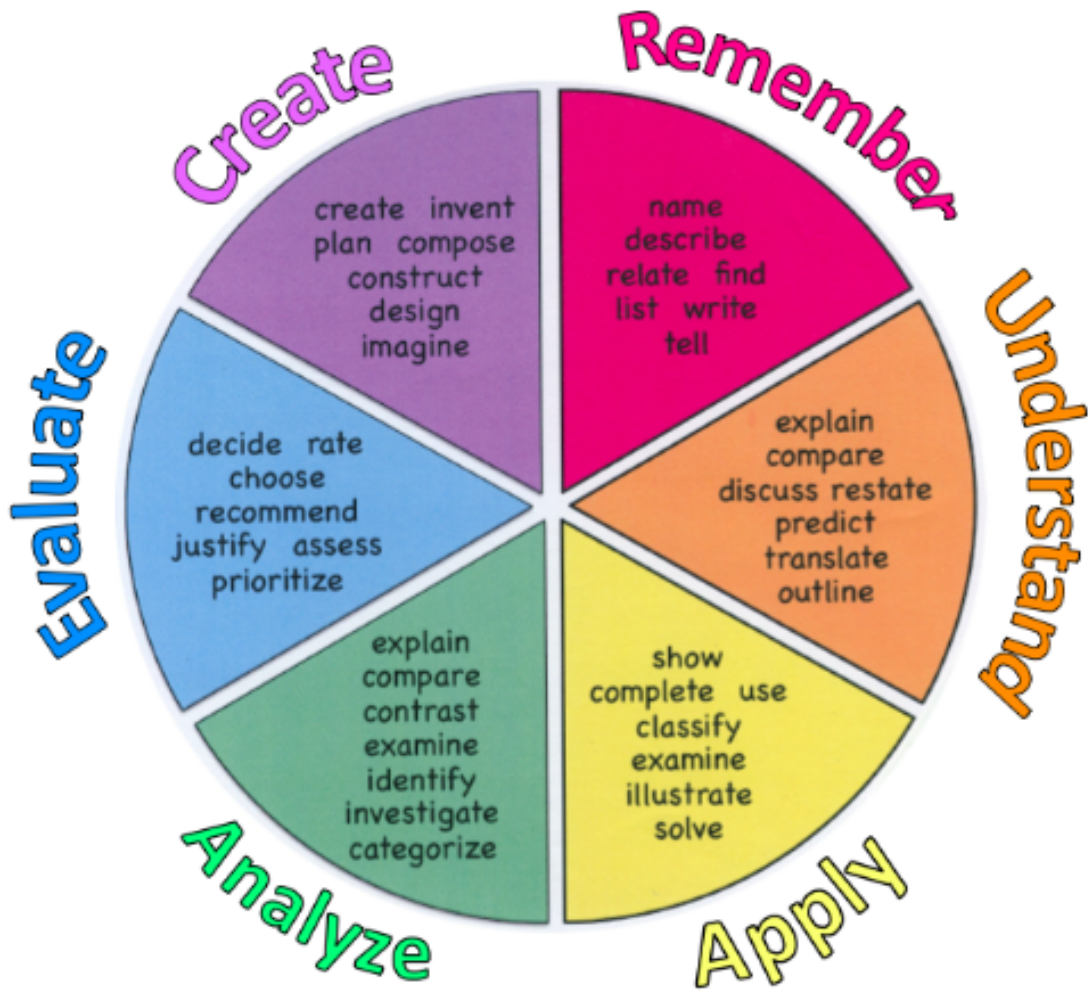 Remember
name
describe
relate find
list write
tell
Understand
explain
compare
discuss restate
predict
translate
outline
Apply
show
complete use
classify
examine
illustrate
solve
Analyze
explain
compare
contrast
examine
identify
investigate
categorize
Evaluate
decide rate
choose
recommend
justify assess
prioritize
Create
create invent
plan compose
construct
design
imagine